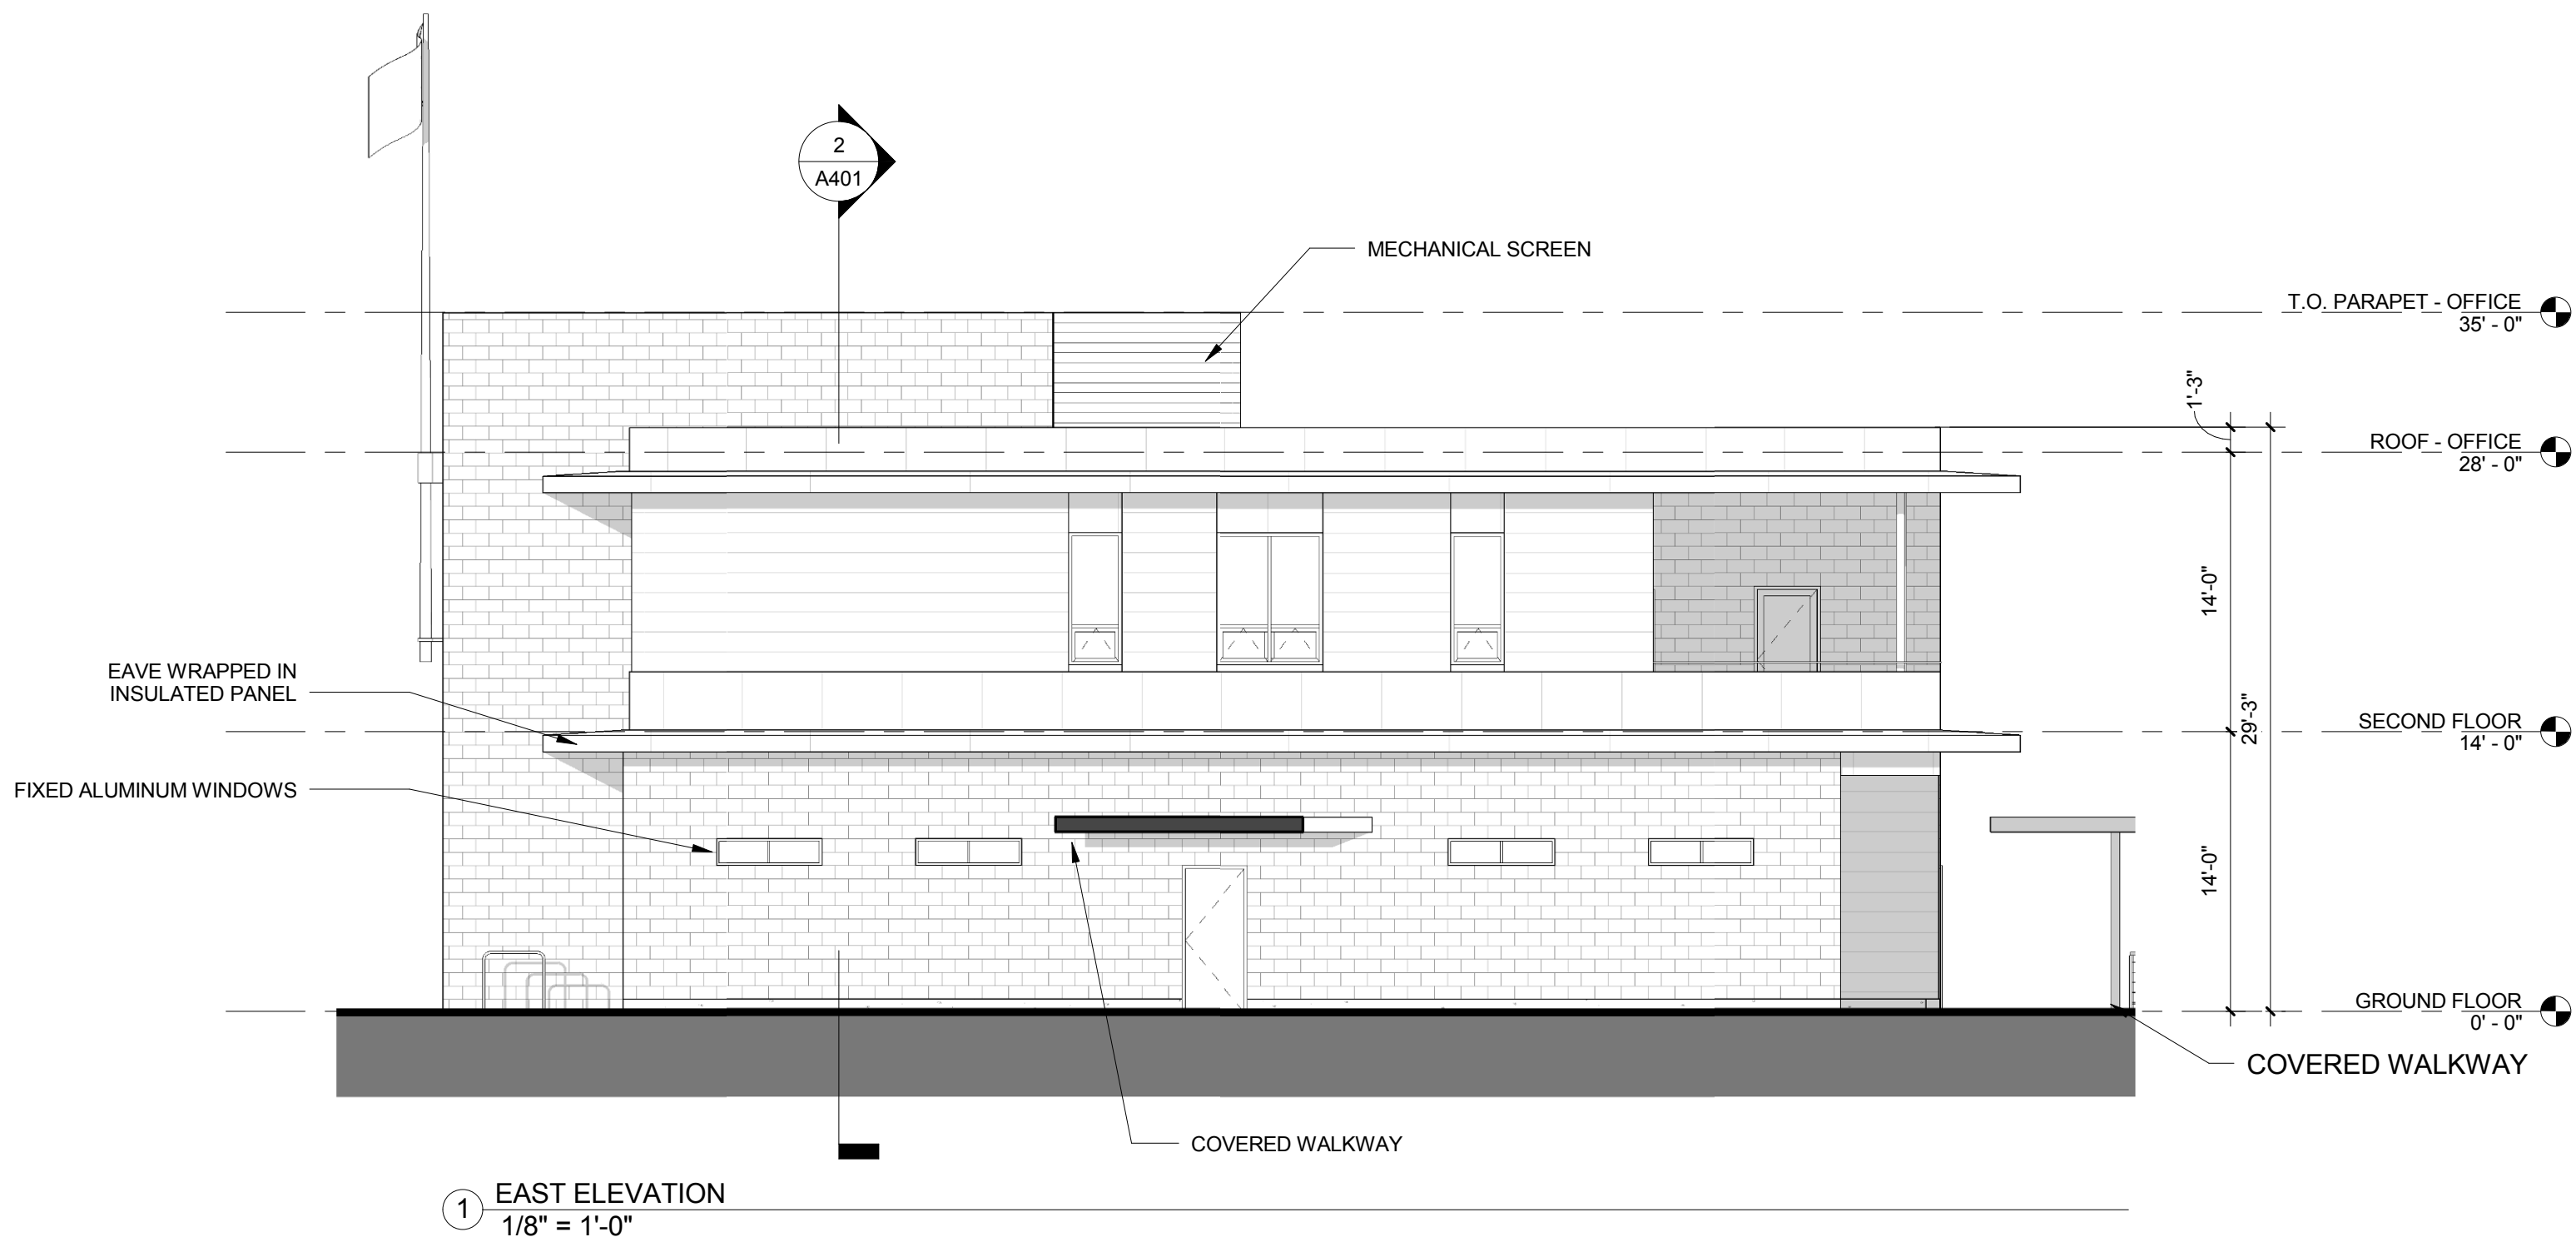 2
A401
MECHANICAL SCREEN
T.O. PARAPET - OFFICE
35' - 0"
1'-3"
ROOF - OFFICE
28' - 0"
14'-0"
EAVE WRAPPED IN
INSULATED PANEL
29'-3"
SECOND FLOOR
14' - 0"
FIXED ALUMINUM WINDOWS
14'-0"
GROUND FLOOR
0' - 0"
COVERED WALKWAY
COVERED WALKWAY
1
EAST ELEVATION
1/8" = 1'-0"